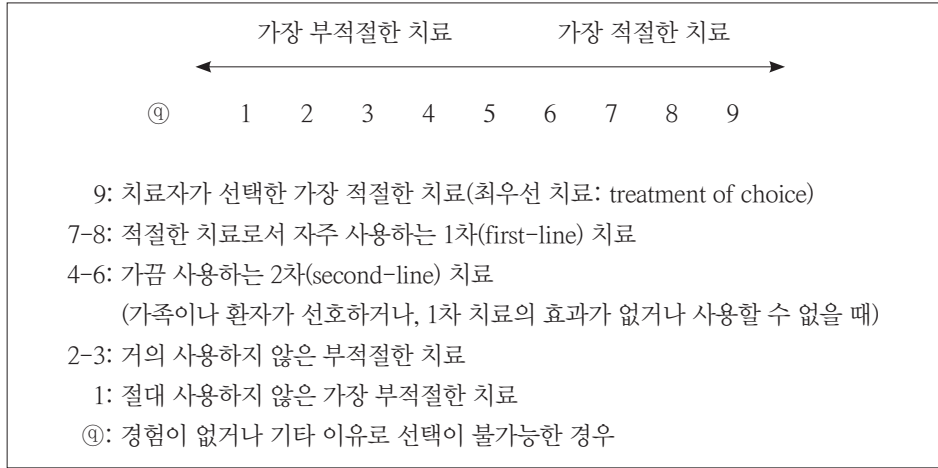 가장 부적절한 치료 가장 적절한 치료
ⓠ 1 2 3 4 5 6 7 8 9
9: 치료자가 선택한 가장 적절한 치료(최우선 치료: treatment of choice)
7-8: 적절한 치료로서 자주 사용하는 1차(first-line) 치료
4-6: 가끔 사용하는 2차(second-line) 치료
(가족이나 환자가 선호하거나, 1차 치료의 효과가 없거나 사용할 수 없을 때)
2-3: 거의 사용하지 않은 부적절한 치료
1: 절대 사용하지 않은 가장 부적절한 치료
ⓠ: 경험이 없거나 기타 이유로 선택이 불가능한 경우